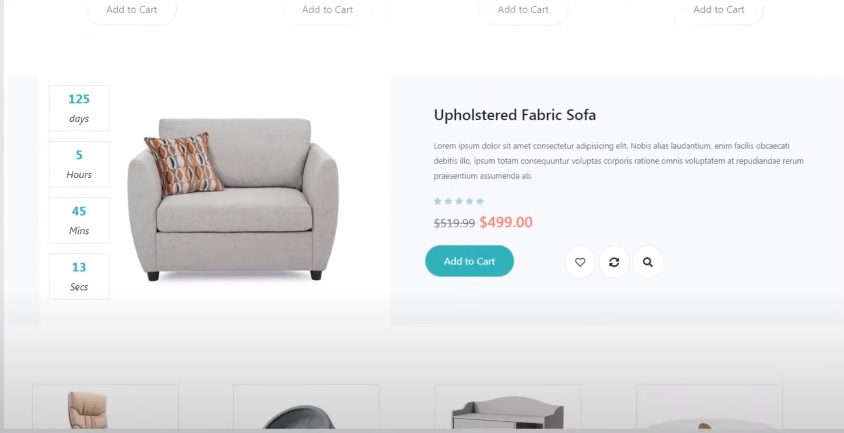 Add to Cart
Add to Cart
Add to Cart
Add to Cart
125
days
5
Hours
45
Mins
13
Secs
Upholstered Fabric Sofa
Lorem ipsum dolor sit amet consectetur adipisicing elit. Nobis alias laudantium, enim facilis obcaecati
debitis illo, ipsum totam consequuntur voluptas corporis ratione omnis voluptatem at repudiandae rerum
praesentium assumenda ab.
$519.99 $499.00
Add to Cart